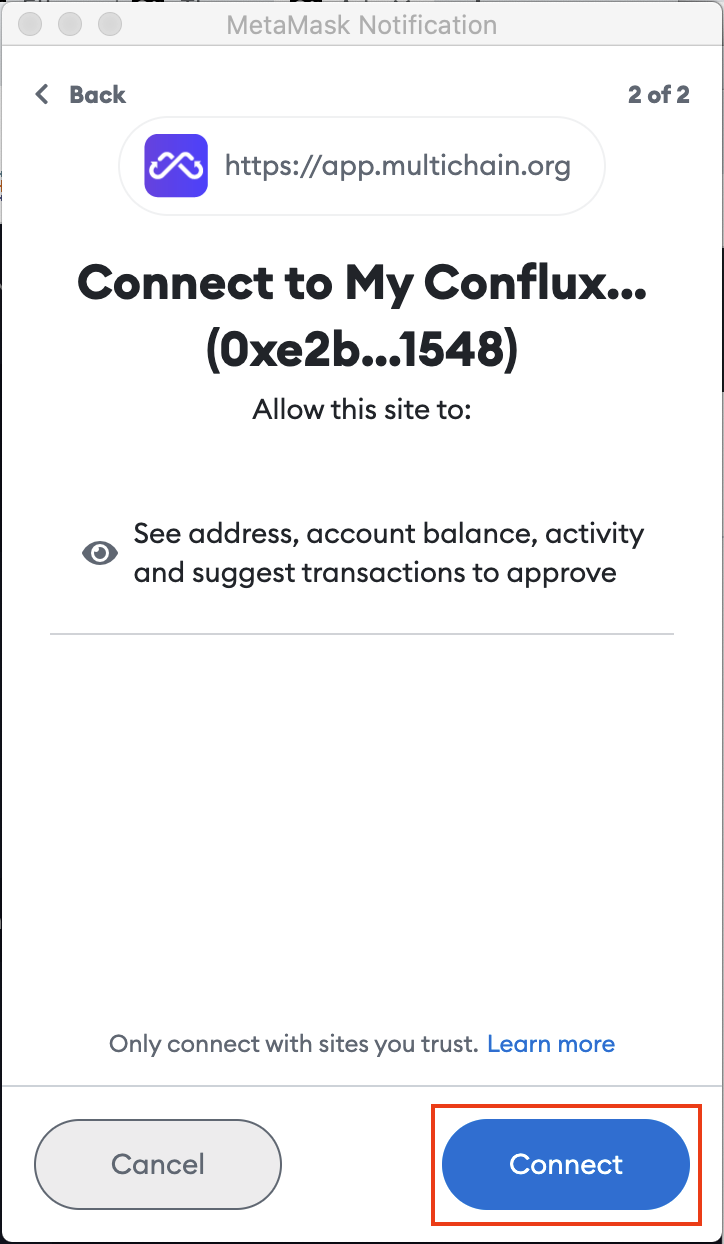 MetaMask Notification
Back
2 of 2
https://app.multichain.org
Connect to My Conflux...
(0xe2b...1548)
Allow this site to:
See address, account balance, activity
and suggest transactions to approve
Only connect with sites you trust. Learn more
Cancel
Connect